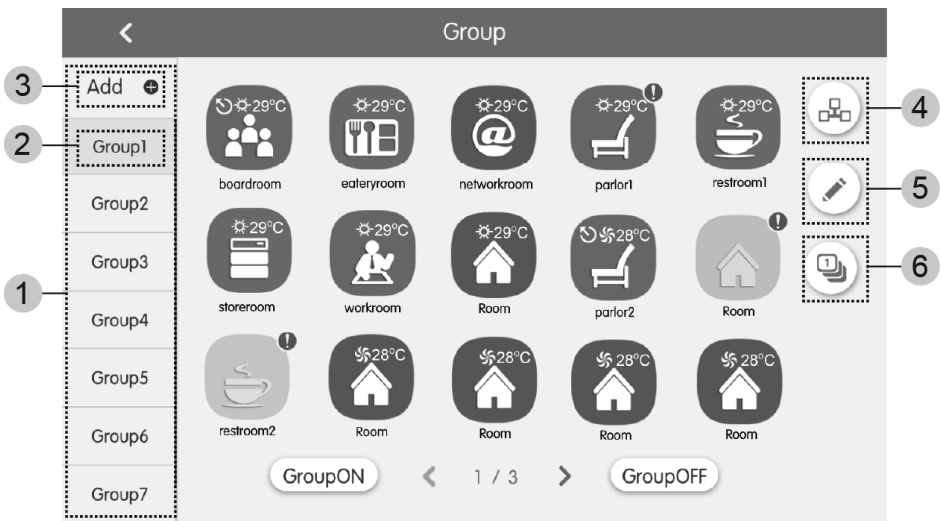 Group
3 Add
2 Group1
Group2
Group3
1
Group4
Group5
Group6
Group7
29°C 29°C 29°C 29°C ! 29°C
@
boardroom eateryroom networkroom parlor1 restroom1
29°C 29°C 29°C 28°C !
storeroom workroom Room parlor2 Room
! 28°C 28°C 28°C 28°C
restroom2 Room Room Room Room
GroupON < 1 / 3 > GroupOFF
4
5
1 6